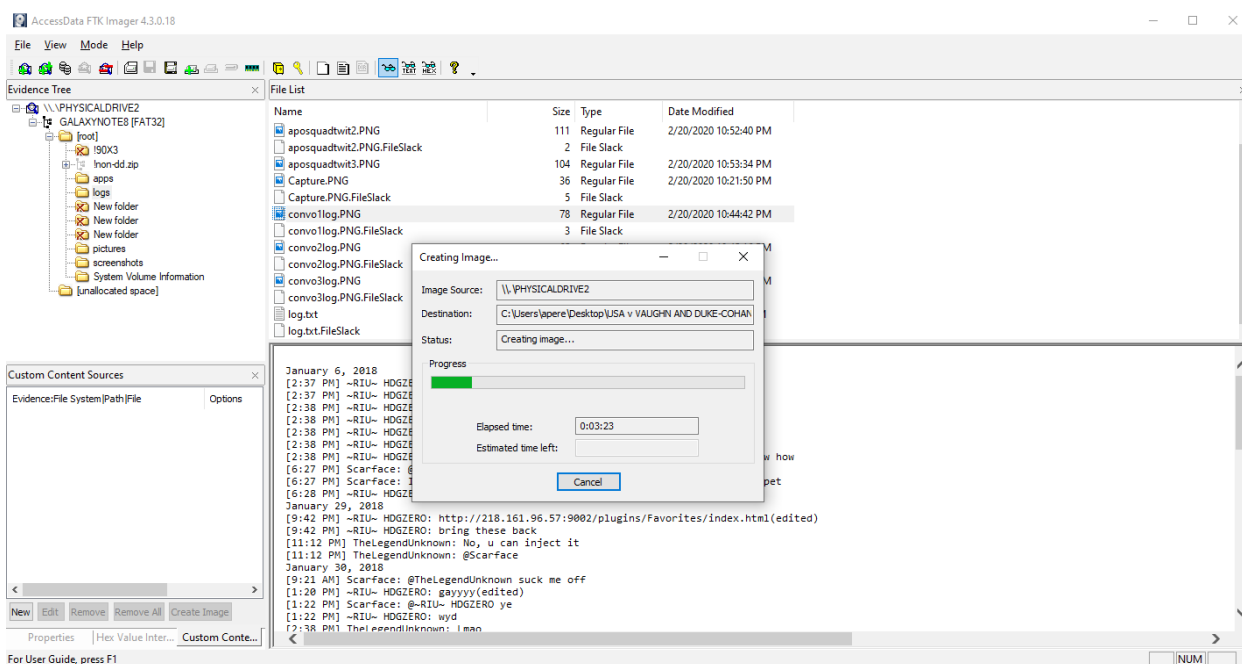 AccessData FTK Imager 4.3.0.18
File View Mode Help
Evidence Tree
\\.\PHYSICALDRIVE2
GALAXYNOTE8 [FAT32]
[root]
!90X3
!non-dd.zip
apps
logs
New folder
New folder
New folder
pictures
screenshots
System Volume Information
[unallocated space]
Custom Content Sources
Evidence:File System|Path|File Options
New Edit Remove Remove All Create Image
Properties Hex Value Inter... Custom Conte...
For User Guide, press F1
File List
Name Size Type Date Modified
aposquadtwit2.PNG 111 Regular File 2/20/2020 10:52:40 PM
aposquadtwit2.PNG.FileSlack 2 File Slack
aposquadtwit3.PNG 104 Regular File 2/20/2020 10:53:34 PM
Capture.PNG 36 Regular File 2/20/2020 10:21:50 PM
Capture.PNG.FileSlack 5 File Slack
convo1log.PNG 78 Regular File 2/20/2020 10:44:42 PM
convo1log.PNG.FileSlack 3 File Slack
convo2log.PNG
convo2log.PNG.FileSlack
convo3log.PNG
convo3log.PNG.FileSlack
log.txt
log.txt.FileSlack
Creating Image...
Image Source: \\.\PHYSICALDRIVE2
Destination: C:\Users\apere\Desktop\USA v VAUGHN AND DUKE-COHAN
Status: Creating image...
Progress
Elapsed time: 0:03:23
Estimated time left:
Cancel
January 6, 2018
[2:37 PM] ~RIU~ HDGZE
[2:37 PM] ~RIU~ HDGZE
[2:38 PM] ~RIU~ HDGZE
[2:38 PM] ~RIU~ HDGZE
[2:38 PM] ~RIU~ HDGZE
[2:38 PM] ~RIU~ HDGZE
[2:38 PM] ~RIU~ HDGZE w how
[6:27 PM] Scarface: @
[6:27 PM] Scarface: I pet
[6:28 PM] ~RIU~ HDGZE
January 29, 2018
[9:42 PM] ~RIU~ HDGZERO: http://218.161.96.57:9002/plugins/Favorites/index.html(edited)
[9:42 PM] ~RIU~ HDGZERO: bring these back
[11:12 PM] TheLegendUnknown: No, u can inject it
[11:12 PM] TheLegendUnknown: @Scarface
January 30, 2018
[9:21 AM] Scarface: @TheLegendUnknown suck me off
[1:20 PM] ~RIU~ HDGZERO: gayyyy(edited)
[1:22 PM] Scarface: @~RIU~ HDGZERO ye
[1:22 PM] ~RIU~ HDGZERO: wyd
[2:38 PM] TheLegendUnknown: Lmao
NUM